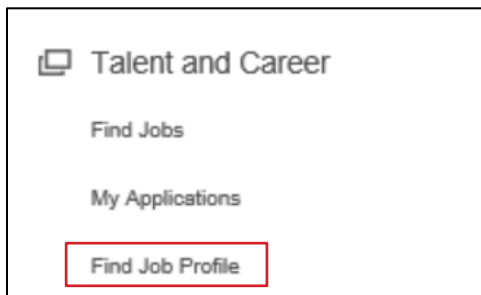 Talent and Career
Find Jobs
My Applications
Find Job Profile